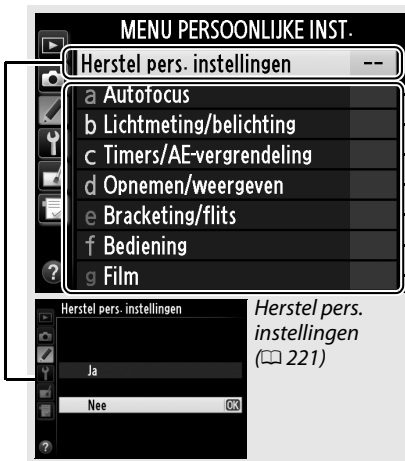 MENU PERSOONLIJKE INST.
Herstel pers. instellingen --
a Autofocus
b Lichtmeting/belichting
c Timers/AE-vergrendeling
d Opnemen/weergeven
e Bracketing/flits
f Bediening
g Film
?
Herstel pers. instellingen
Ja
Nee OK
?
Herstel pers.
instellingen
(📖 221)